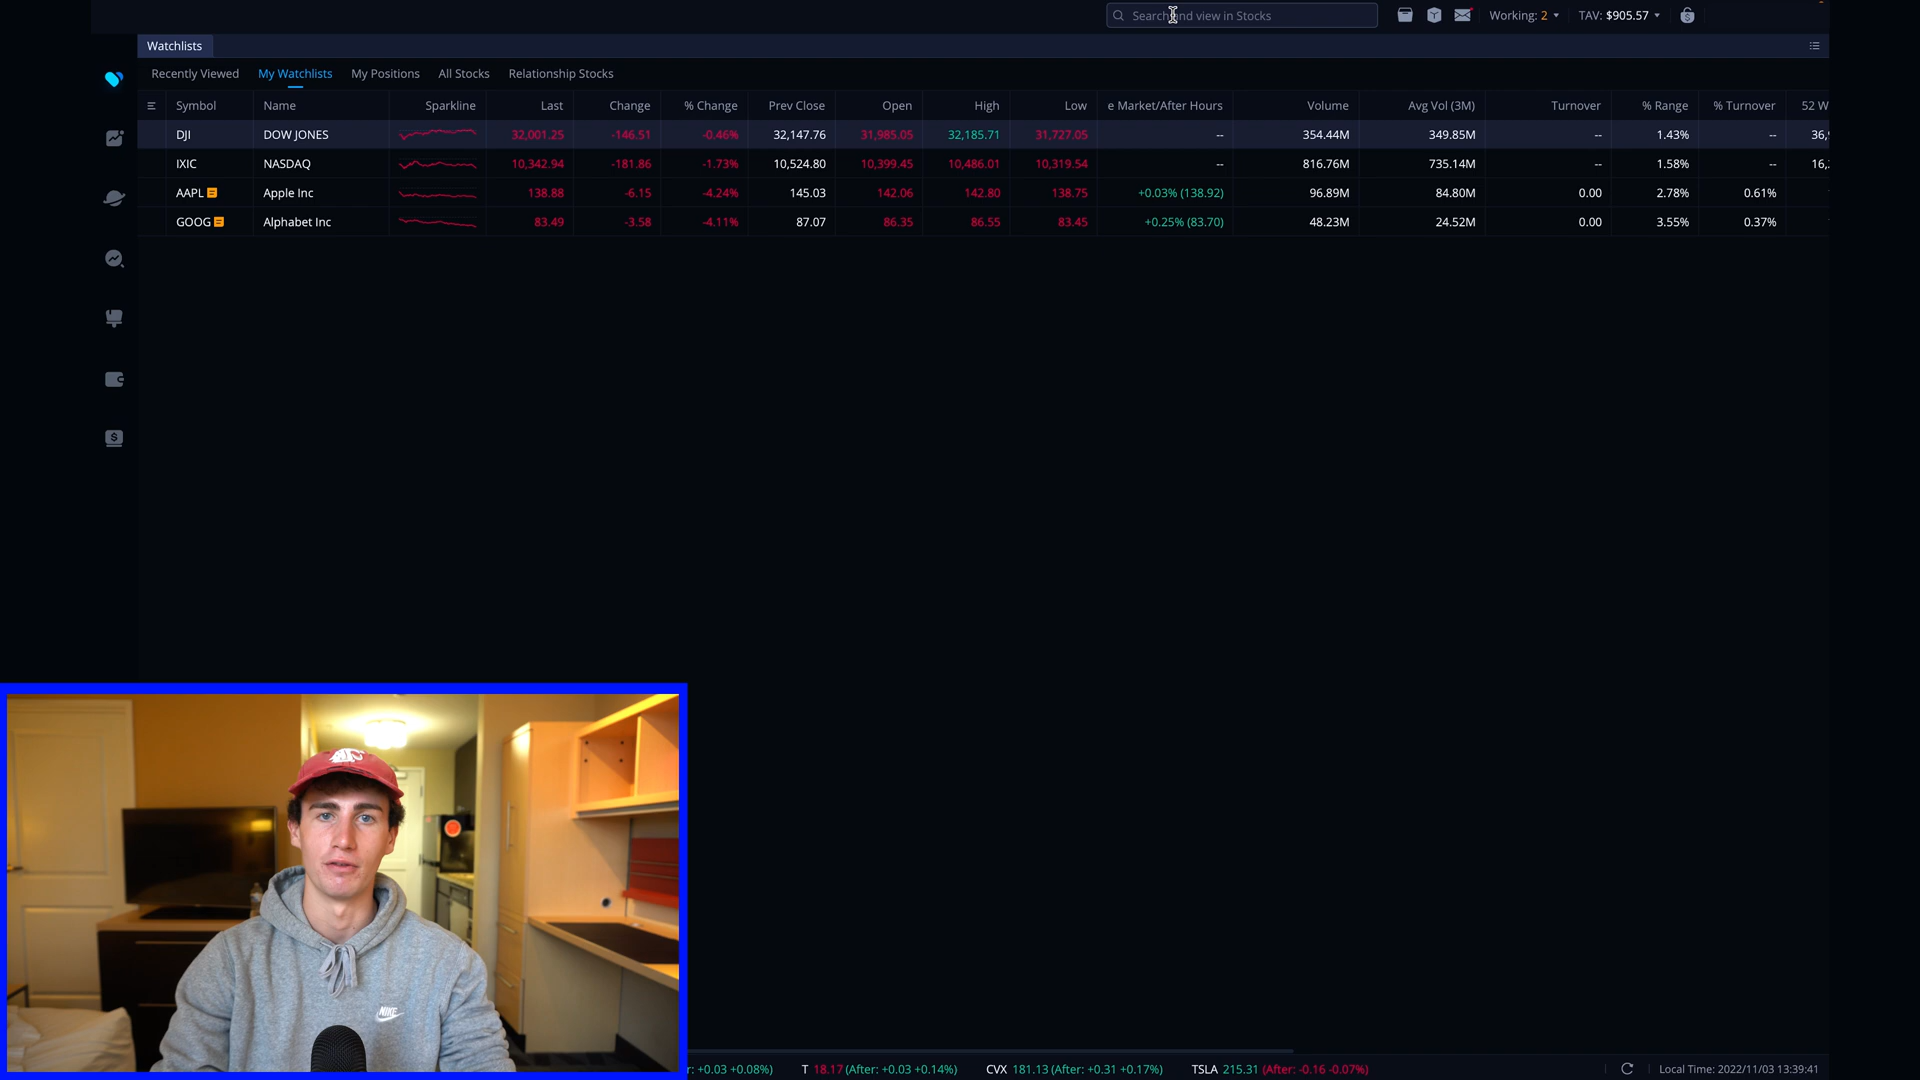 Search and view in Stocks
Working: 2
TAV: $905.57
Watchlists
Recently Viewed My Watchlists My Positions All Stocks Relationship Stocks
Symbol Name Sparkline Last Change % Change Prev Close Open High Low e Market/After Hours Volume Avg Vol (3M) Turnover % Range % Turnover 52 W
DJI DOW JONES 32,001.25 -146.51 -0.46% 32,147.76 31,985.05 32,185.71 31,727.05 -- 354.44M 349.85M -- 1.43% -- 36,
IXIC NASDAQ 10,342.94 -181.86 -1.73% 10,524.80 10,399.45 10,486.01 10,319.54 -- 816.76M 735.14M -- 1.58% -- 16,
AAPL Apple Inc 138.88 -6.15 -4.24% 145.03 142.06 142.80 138.75 +0.03% (138.92) 96.89M 84.80M 0.00 2.78% 0.61%
GOOG Alphabet Inc 83.49 -3.58 -4.11% 87.07 86.35 86.55 83.45 +0.25% (83.70) 48.23M 24.52M 0.00 3.55% 0.37%
NIKE
r: +0.03 +0.08%) T 18.17 (After: +0.03 +0.14%) CVX 181.13 (After: +0.31 +0.17%) TSLA 215.31 (After: -0.16 -0.07%) Local Time: 2022/11/03 13:39:41